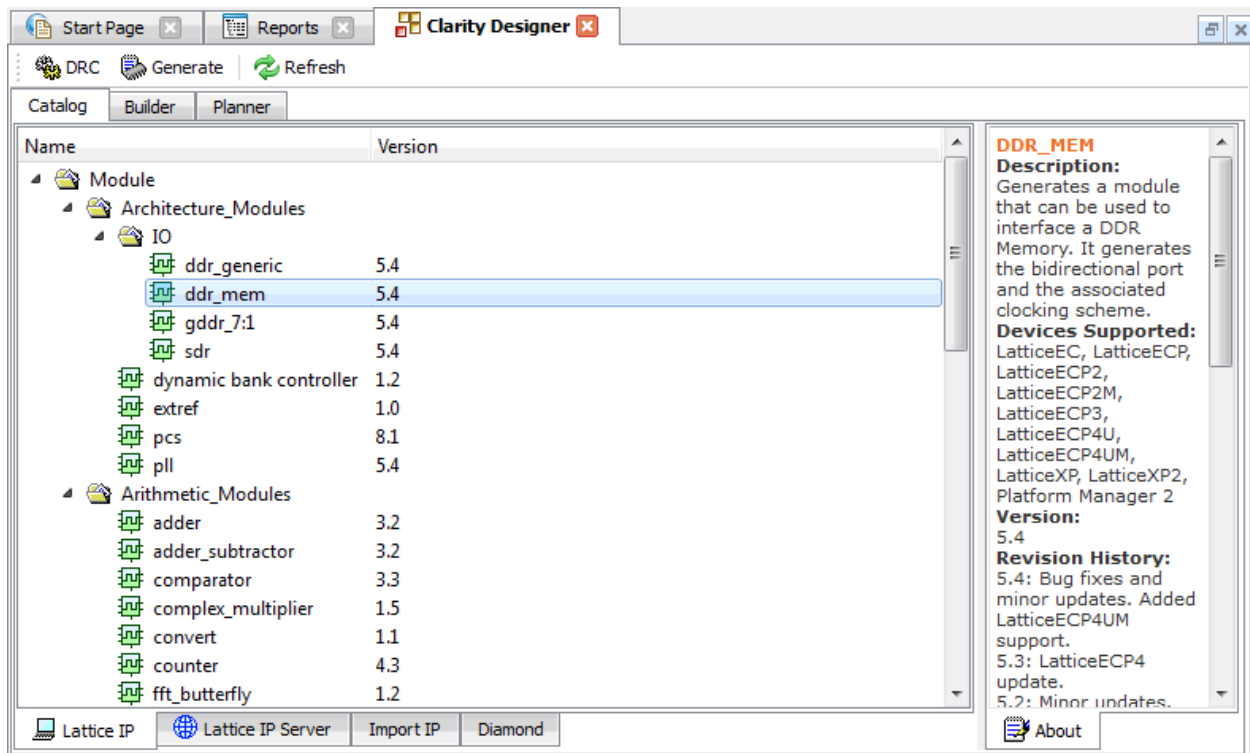 Start Page Reports Clarity Designer
DRC Generate Refresh
Catalog Builder Planner
Name Version
Module
Architecture_Modules
IO
ddr_generic 5.4
ddr_mem 5.4
gddr_7:1 5.4
sdr 5.4
dynamic bank controller 1.2
extref 1.0
pcs 8.1
pll 5.4
Arithmetic_Modules
adder 3.2
adder_subtractor 3.2
comparator 3.3
complex_multiplier 1.5
convert 1.1
counter 4.3
fft_butterfly 1.2
Lattice IP Lattice IP Server Import IP Diamond
DDR_MEM
Description:
Generates a module
that can be used to
interface a DDR
Memory. It generates
the bidirectional port
and the associated
clocking scheme.
Devices Supported:
LatticeEC, LatticeECP,
LatticeECP2,
LatticeECP2M,
LatticeECP3,
LatticeECP4U,
LatticeECP4UM,
LatticeXP, LatticeXP2,
Platform Manager 2
Version:
5.4
Revision History:
5.4: Bug fixes and
minor updates. Added
LatticeECP4UM
support.
5.3: LatticeECP4
update.
5.2: Minor updates.
About